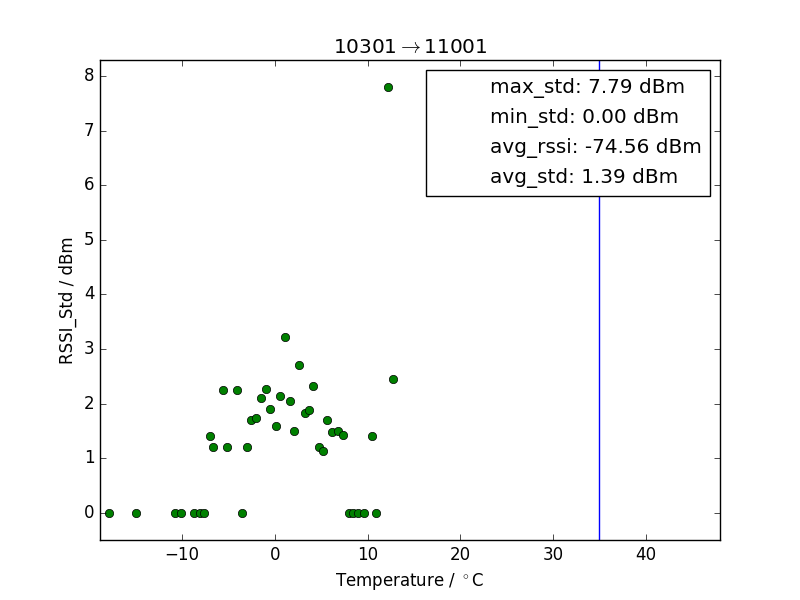 10301→11001
8
7
6
5
4
3
2
1
0
RSSI_Std / dBm
max_std: 7.79 dBm
min_std: 0.00 dBm
avg_rssi: -74.56 dBm
avg_std: 1.39 dBm
−10 0 10 20 30 40
Temperature / °C